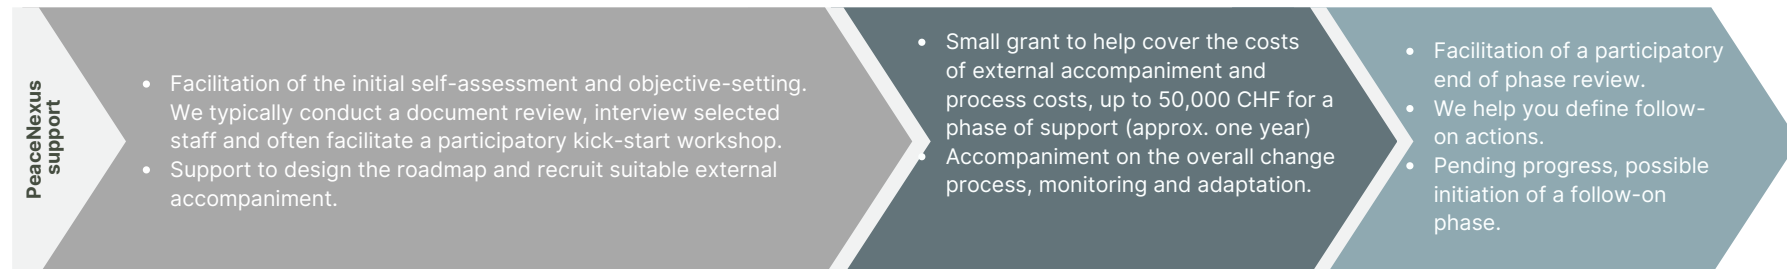 PeaceNexus
support
• Facilitation of the initial self-assessment and objective-setting.
We typically conduct a document review, interview selected
staff and often facilitate a participatory kick-start workshop.
• Support to design the roadmap and recruit suitable external
accompaniment.
• Small grant to help cover the costs
of external accompaniment and
process costs, up to 50,000 CHF for a
phase of support (approx. one year)
• Accompaniment on the overall change
process, monitoring and adaptation.
• Facilitation of a participatory
end of phase review.
• We help you define follow-
on actions.
• Pending progress, possible
initiation of a follow-on
phase.